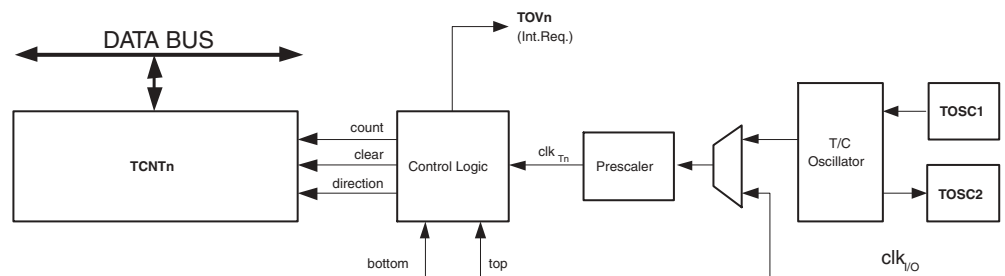 TOVn
(Int.Req.)
DATA BUS
TCNTn
count
clear
direction
Control Logic
clk Tn
Prescaler
T/C
Oscillator
TOSC1
TOSC2
bottom
top
clk I/O